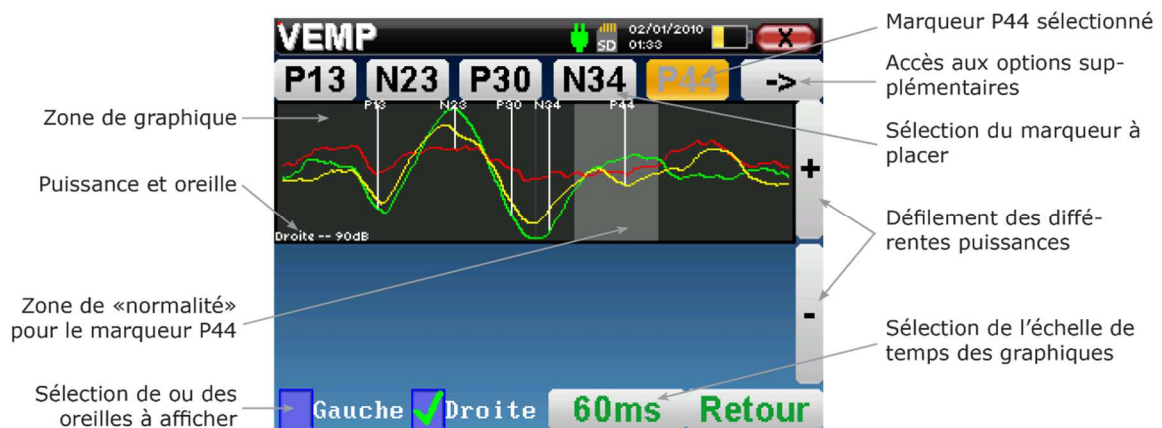 VEMP
SD
02/01/2010
01:33
X
P13 N23 P30 N34 P44 ->
P13 N23 P30 N34 P44
Droite -- 90dB
+
-
Gauche Droite 60ms Retour
Zone de graphique
Puissance et oreille
Zone de «normalité»
pour le marqueur P44
Sélection de ou des
oreilles à afficher
Marqueur P44 sélectionné
Accès aux options sup-
plémentaires
Sélection du marqueur à
placer
Défilement des diffé-
rentes puissances
Sélection de l’échelle de
temps des graphiques